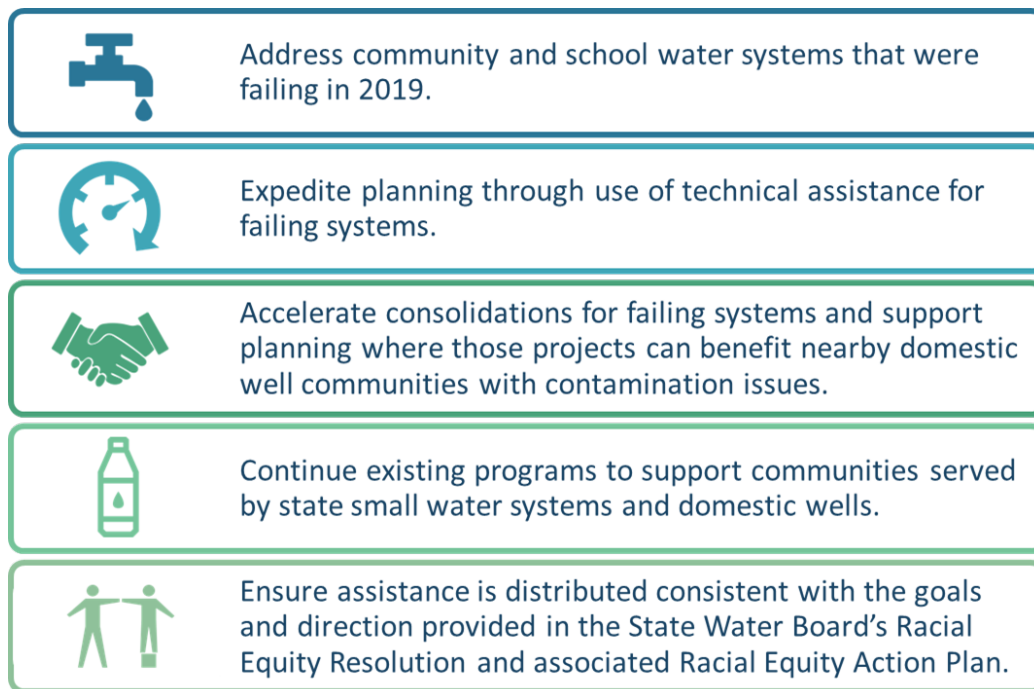 Address community and school water systems that were
failing in 2019.
Expedite planning through use of technical assistance for
failing systems.
Accelerate consolidations for failing systems and support
planning where those projects can benefit nearby domestic
well communities with contamination issues.
Continue existing programs to support communities served
by state small water systems and domestic wells.
Ensure assistance is distributed consistent with the goals
and direction provided in the State Water Board’s Racial
Equity Resolution and associated Racial Equity Action Plan.